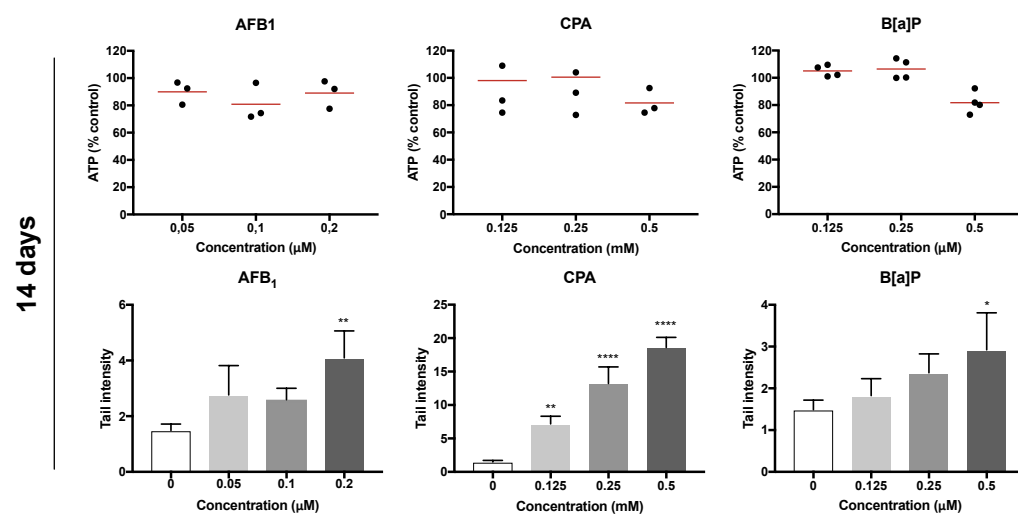 14 days
AFB1
ATP (% control)
120
100
80
60
40
20
0
0,05 0,1 0,2
Concentration (μM)
CPA
ATP (% control)
120
100
80
60
40
20
0
0.125 0.25 0.5
Concentration (mM)
B[a]P
ATP (% control)
120
100
80
60
40
20
0
0.125 0.25 0.5
Concentration (μM)
AFB₁
Tail intensity
6
4
2
0
**
0 0.05 0.1 0.2
Concentration (μM)
CPA
Tail intensity
25
20
15
10
5
0
**
****
****
0 0.125 0.25 0.5
Concentration (mM)
B[a]P
Tail intensity
4
3
2
1
0
*
0 0.125 0.25 0.5
Concentration (μM)